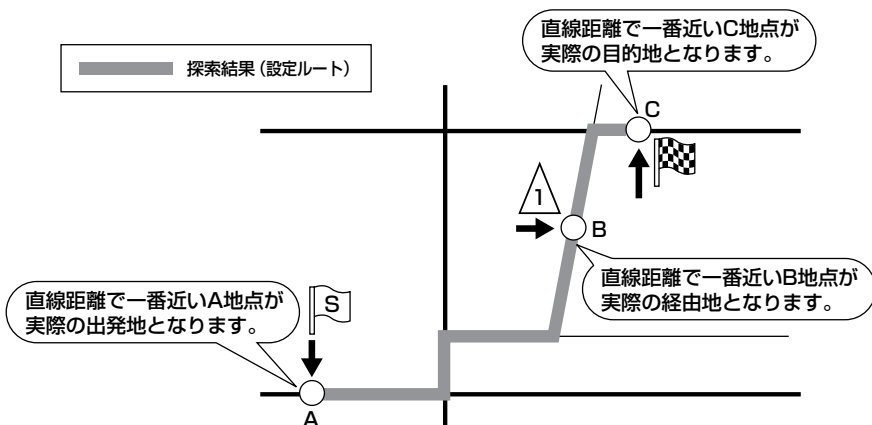 直線距離で一番近いC地点が
実際の目的地となります。
探索結果（設定ルート）
C
1
B
直線距離で一番近いB地点が
実際の経由地となります。
直線距離で一番近いA地点が
実際の出発地となります。
S
A